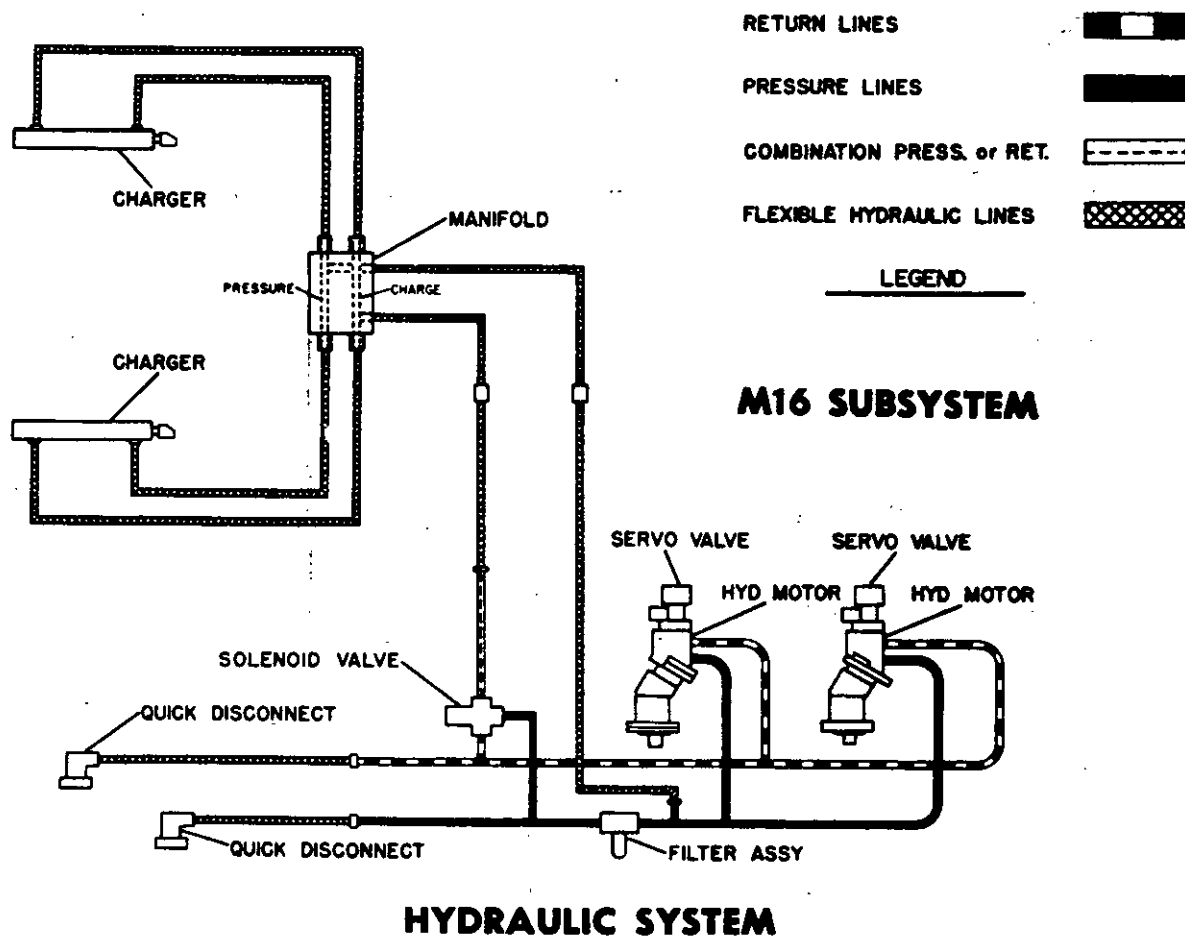 RETURN LINES
PRESSURE LINES
COMBINATION PRESS. or RET.
FLEXIBLE HYDRAULIC LINES
LEGEND
M16 SUBSYSTEM
CHARGER
MANIFOLD
PRESSURE
CHARGE
CHARGER
SERVO VALVE
SERVO VALVE
HYD MOTOR
HYD MOTOR
SOLENOID VALVE
QUICK DISCONNECT
QUICK DISCONNECT
FILTER ASSY
HYDRAULIC SYSTEM